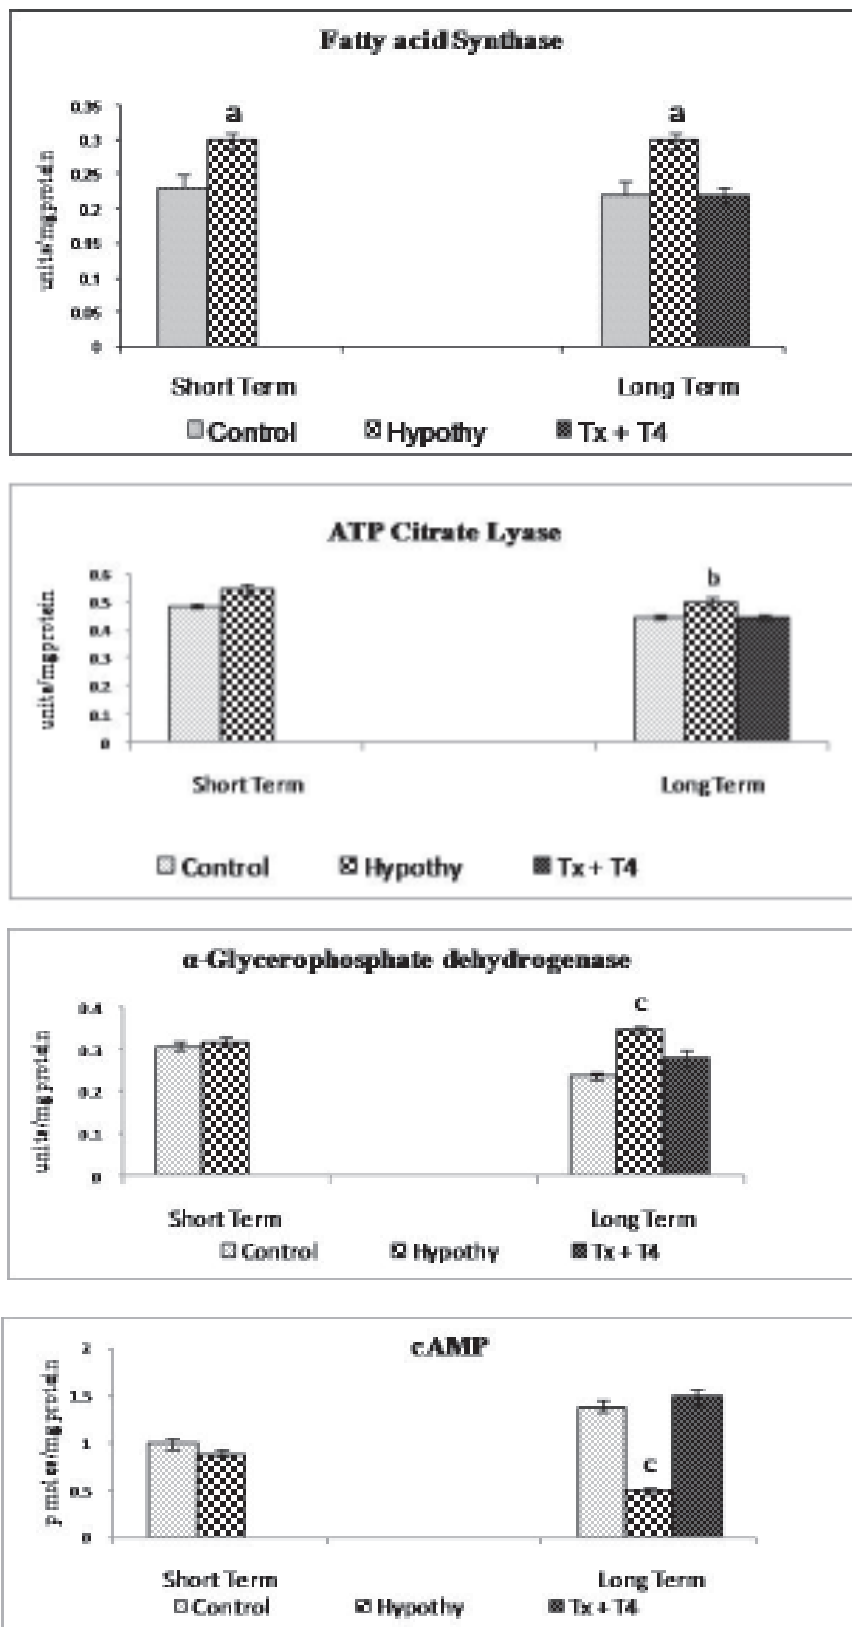 Fatty acid Synthase
units/mg protein
0.35
0.3
0.25
0.2
0.15
0.1
0.05
0
a
a
Short Term
Long Term
Control
Hypothy
Tx + T4
ATP Citrate Lyase
units/mg protein
0.6
0.5
0.4
0.3
0.2
0.1
0
b
Short Term
Long Term
Control
Hypothy
Tx + T4
α-Glycerophosphate dehydrogenase
units/mg protein
0.4
0.3
0.2
0.1
0
c
Short Term
Long Term
Control
Hypothy
Tx + T4
cAMP
p moles/mg protein
2
1.5
1
0.5
0
c
Short Term
Long Term
Control
Hypothy
Tx + T4